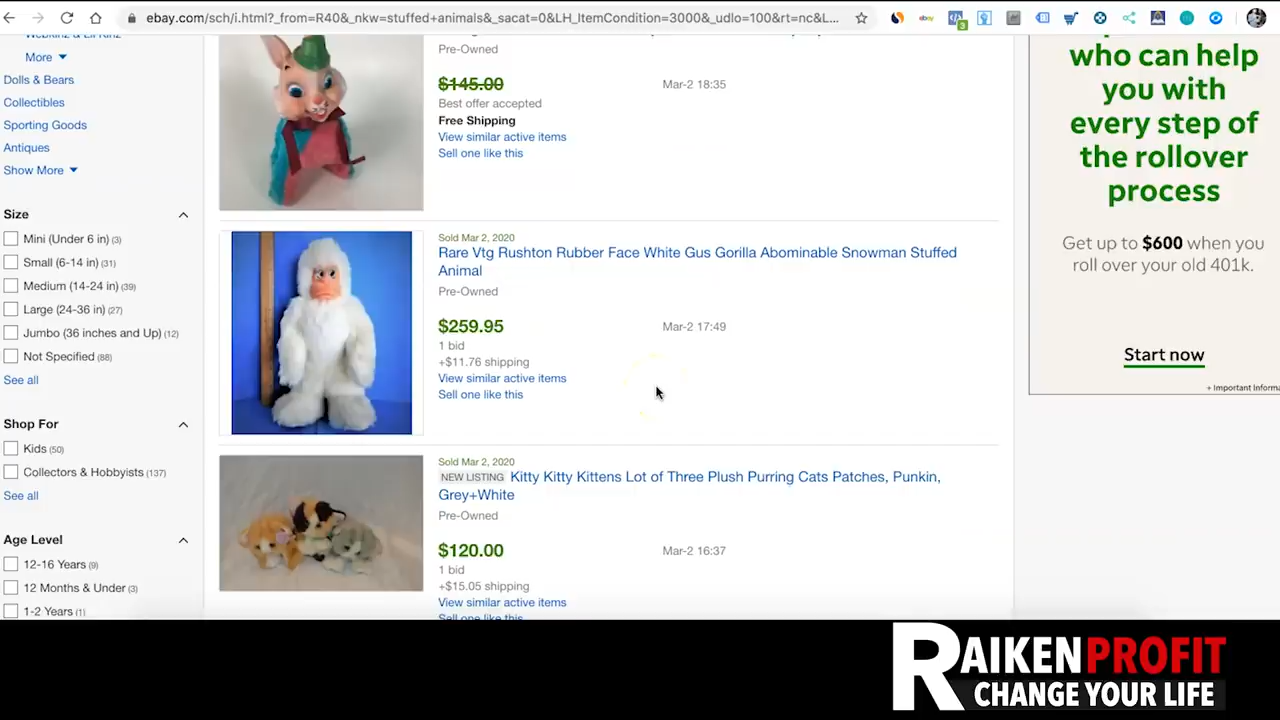 ebay.com/sch/i.html?_from=R40&_nkw=stuffed+animals&_sacat=0&LH_ItemCondition=3000&_udlo=100&rt=nc&L...
3
More
Dolls & Bears
Collectibles
Sporting Goods
Antiques
Show More
Size
Mini (Under 6 in) (3)
Small (6-14 in) (31)
Medium (14-24 in) (39)
Large (24-36 in) (27)
Jumbo (36 inches and Up) (12)
Not Specified (88)
See all
Shop For
Kids (50)
Collectors & Hobbyists (137)
See all
Age Level
12-16 Years (9)
12 Months & Under (3)
1-2 Years (1)
Pre-Owned
$145.00
Mar-2 18:35
Best offer accepted
Free Shipping
View similar active items
Sell one like this
Sold Mar 2, 2020
Rare Vtg Rushton Rubber Face White Gus Gorilla Abominable Snowman Stuffed
Animal
Pre-Owned
$259.95
Mar-2 17:49
1 bid
+$11.76 shipping
View similar active items
Sell one like this
Sold Mar 2, 2020
NEW LISTING Kitty Kitty Kittens Lot of Three Plush Purring Cats Patches, Punkin,
Grey+White
Pre-Owned
$120.00
Mar-2 16:37
1 bid
+$15.05 shipping
View similar active items
Sell one like this
who can help
you with
every step of
the rollover
process
Get up to $600 when you
roll over your old 401k.
Start now
+ Important Informa
RAIKENPROFIT
CHANGE YOUR LIFE